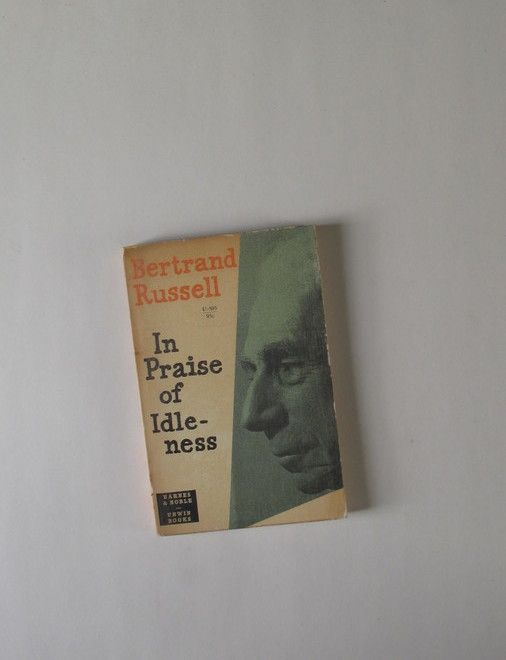 Bertrand
Russell
In
Praise
of
Idle-
ness
BARNES
& NOBLE
—
UNWIN
BOOKS